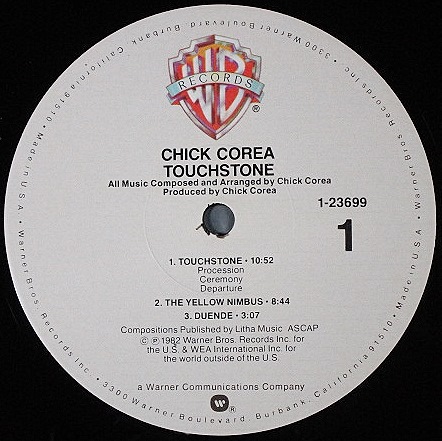 3300 Warner Boulevard, Burbank, California 91510 • Made in U.S.A. • Warner Bros. Records Inc. • 3300 Warner Boulevard, Burbank, California 91510 • Made in U.S.A. • Warner Bros. Records Inc. •
WB
RECORDS
®
CHICK COREA
TOUCHSTONE
All Music Composed and Arranged by Chick Corea
Produced by Chick Corea
1-23699
1
1. TOUCHSTONE • 10:52
Procession
Ceremony
Departure
2. THE YELLOW NIMBUS • 8:44
3. DUENDE • 3:07
Compositions Published by Litha Music ASCAP
© ℗ 1982 Warner Bros. Records Inc. for
the U.S. & WEA International Inc. for
the world outside of the U.S.
a Warner Communications Company
®